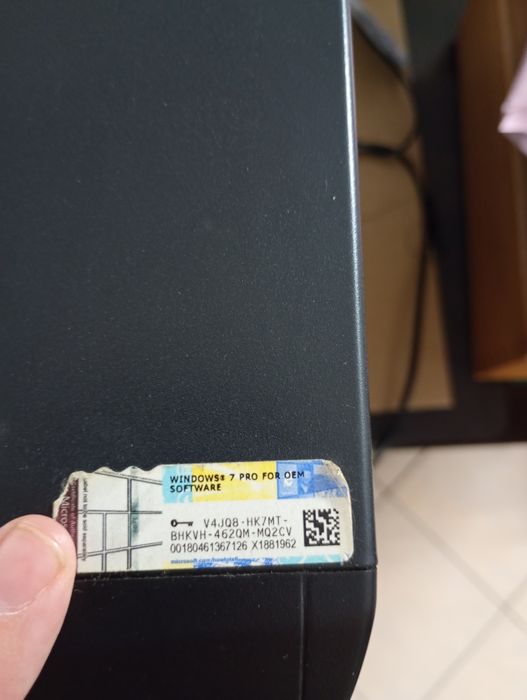 WINDOWS® 7 PRO FOR OEM
SOFTWARE
V4JQ8-HK7MT-
BHKVH-462QM-MQ2CV
00180461367126 X1881962